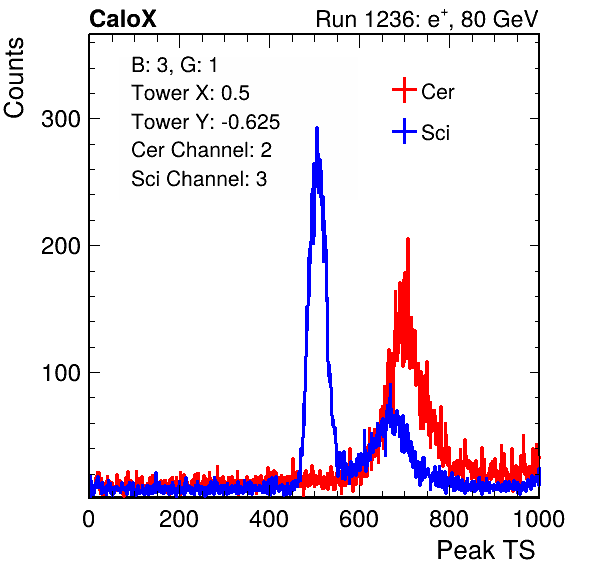 CaloX Run 1236: e⁺, 80 GeV
Counts
B: 3, G: 1
Tower X: 0.5
Tower Y: -0.625
Cer Channel: 2
Sci Channel: 3
Cer
Sci
300
200
100
0 200 400 600 800 1000
Peak TS